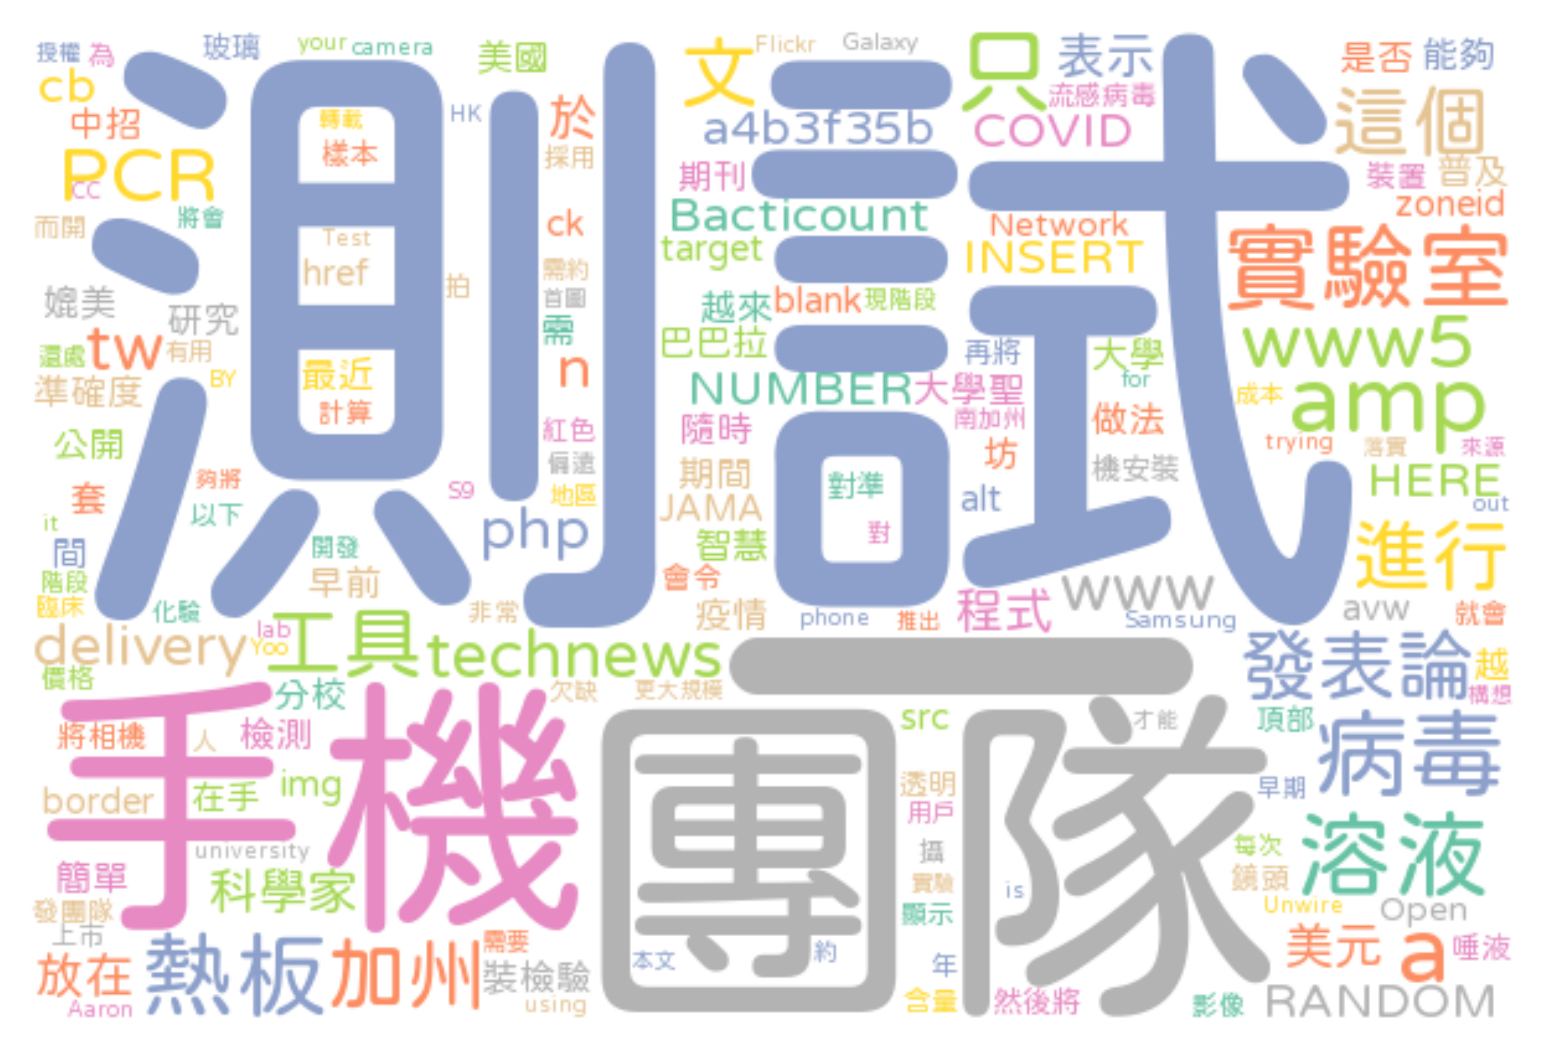 授權 為 玻璃 your camera 美國 文 Flickr Galaxy 只 表示 是否 能夠
cb 中招 HK 轉載 樣本 於 採用 a4b3f35b 流感病毒 COVID 這個
PCR CC 將會 期刊 裝置 普及 zoneid
測試
而開 Test href ck Bacticount target Network INSERT 實驗室
媲美 研究 拍 需約 首圖 需 越來 blank 現階段 www5
還處 tw 有用 BY 最近 計算 n 巴巴拉 再將 大學 for amp
準確度 NUMBER 大學聖 南加州 成本
公開 紅色 偏遠 隨時 坊 做法 trying 落實 來源
套 夠將 以下 S9 地區 期間 JAMA 對準 對 alt 機安裝 HERE out
it 間 開發 php 智慧 進行
階段 臨床 化驗 早前 非常 會令 疫情 phone 推出 程式 www Samsung avw 就會
delivery lab Yoo 工具 technews 一 發表論 越
價格 分校 欠缺 更大規模 構想
手機 團隊
將相機 人 檢測 src 才能 頂部 病毒
border 在手 img 透明 用戶 早期
university 攝 每次 溶液
簡單 科學家 實驗 is 鏡頭
發團隊 上市 顯示 Unwire Open
放在 熱板 加州 需要 裝檢驗 本文 約 年 美元 a 唾液
Aaron using 含量 然後將 影像 RANDOM